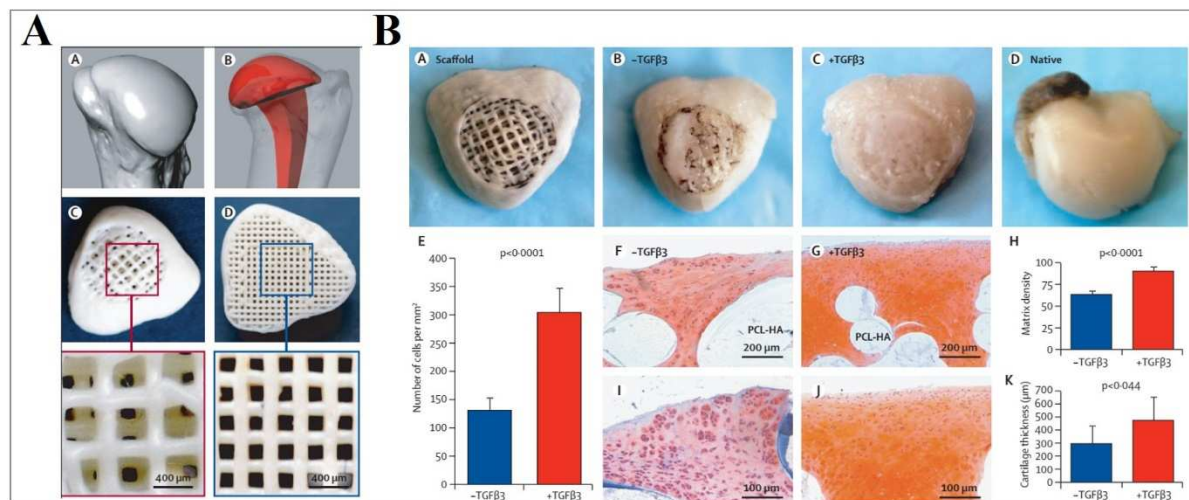 A
B
A
B
C
D
400 μm
400 μm
A Scaffold
B −TGFβ3
C +TGFβ3
D Native
E
p<0·0001
Number of cells per mm²
400
350
300
250
200
150
100
50
0
−TGFβ3
+TGFβ3
F −TGFβ3
PCL-HA
200 μm
G +TGFβ3
PCL-HA
200 μm
H
p<0·0001
Matrix density
100
75
50
25
0
−TGFβ3
+TGFβ3
I
100 μm
J
100 μm
K
p<0·044
Cartilage thickness (μm)
700
600
500
400
300
200
100
0
−TGFβ3
+TGFβ3